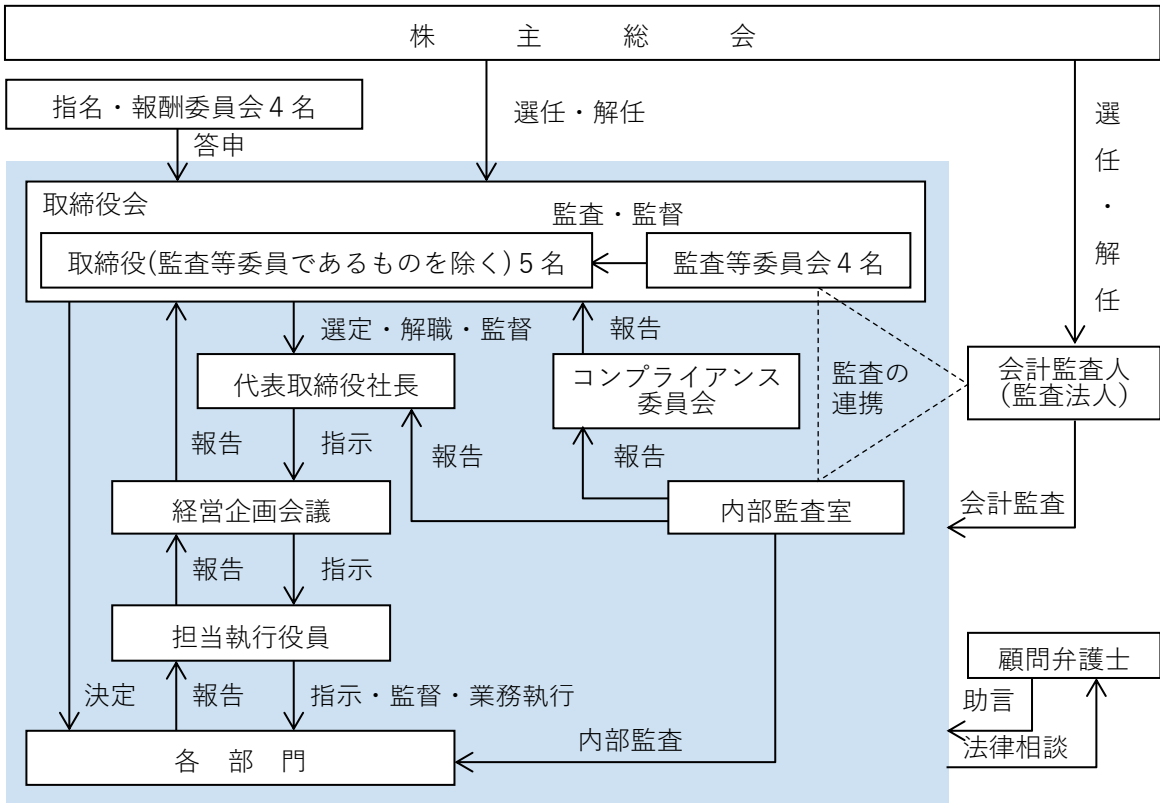 株主総会
指名・報酬委員会4名
選任・解任
選任・解任
答申
取締役会
監査・監督
取締役(監査等委員であるものを除く)5名
監査等委員会4名
選定・解職・監督
報告
代表取締役社長
コンプライアンス
委員会
監査の
連携
会計監査人
(監査法人)
報告
指示
報告
報告
経営企画会議
内部監査室
会計監査
報告
指示
担当執行役員
顧問弁護士
決定
報告
指示・監督・業務執行
助言
内部監査
法律相談
各部門